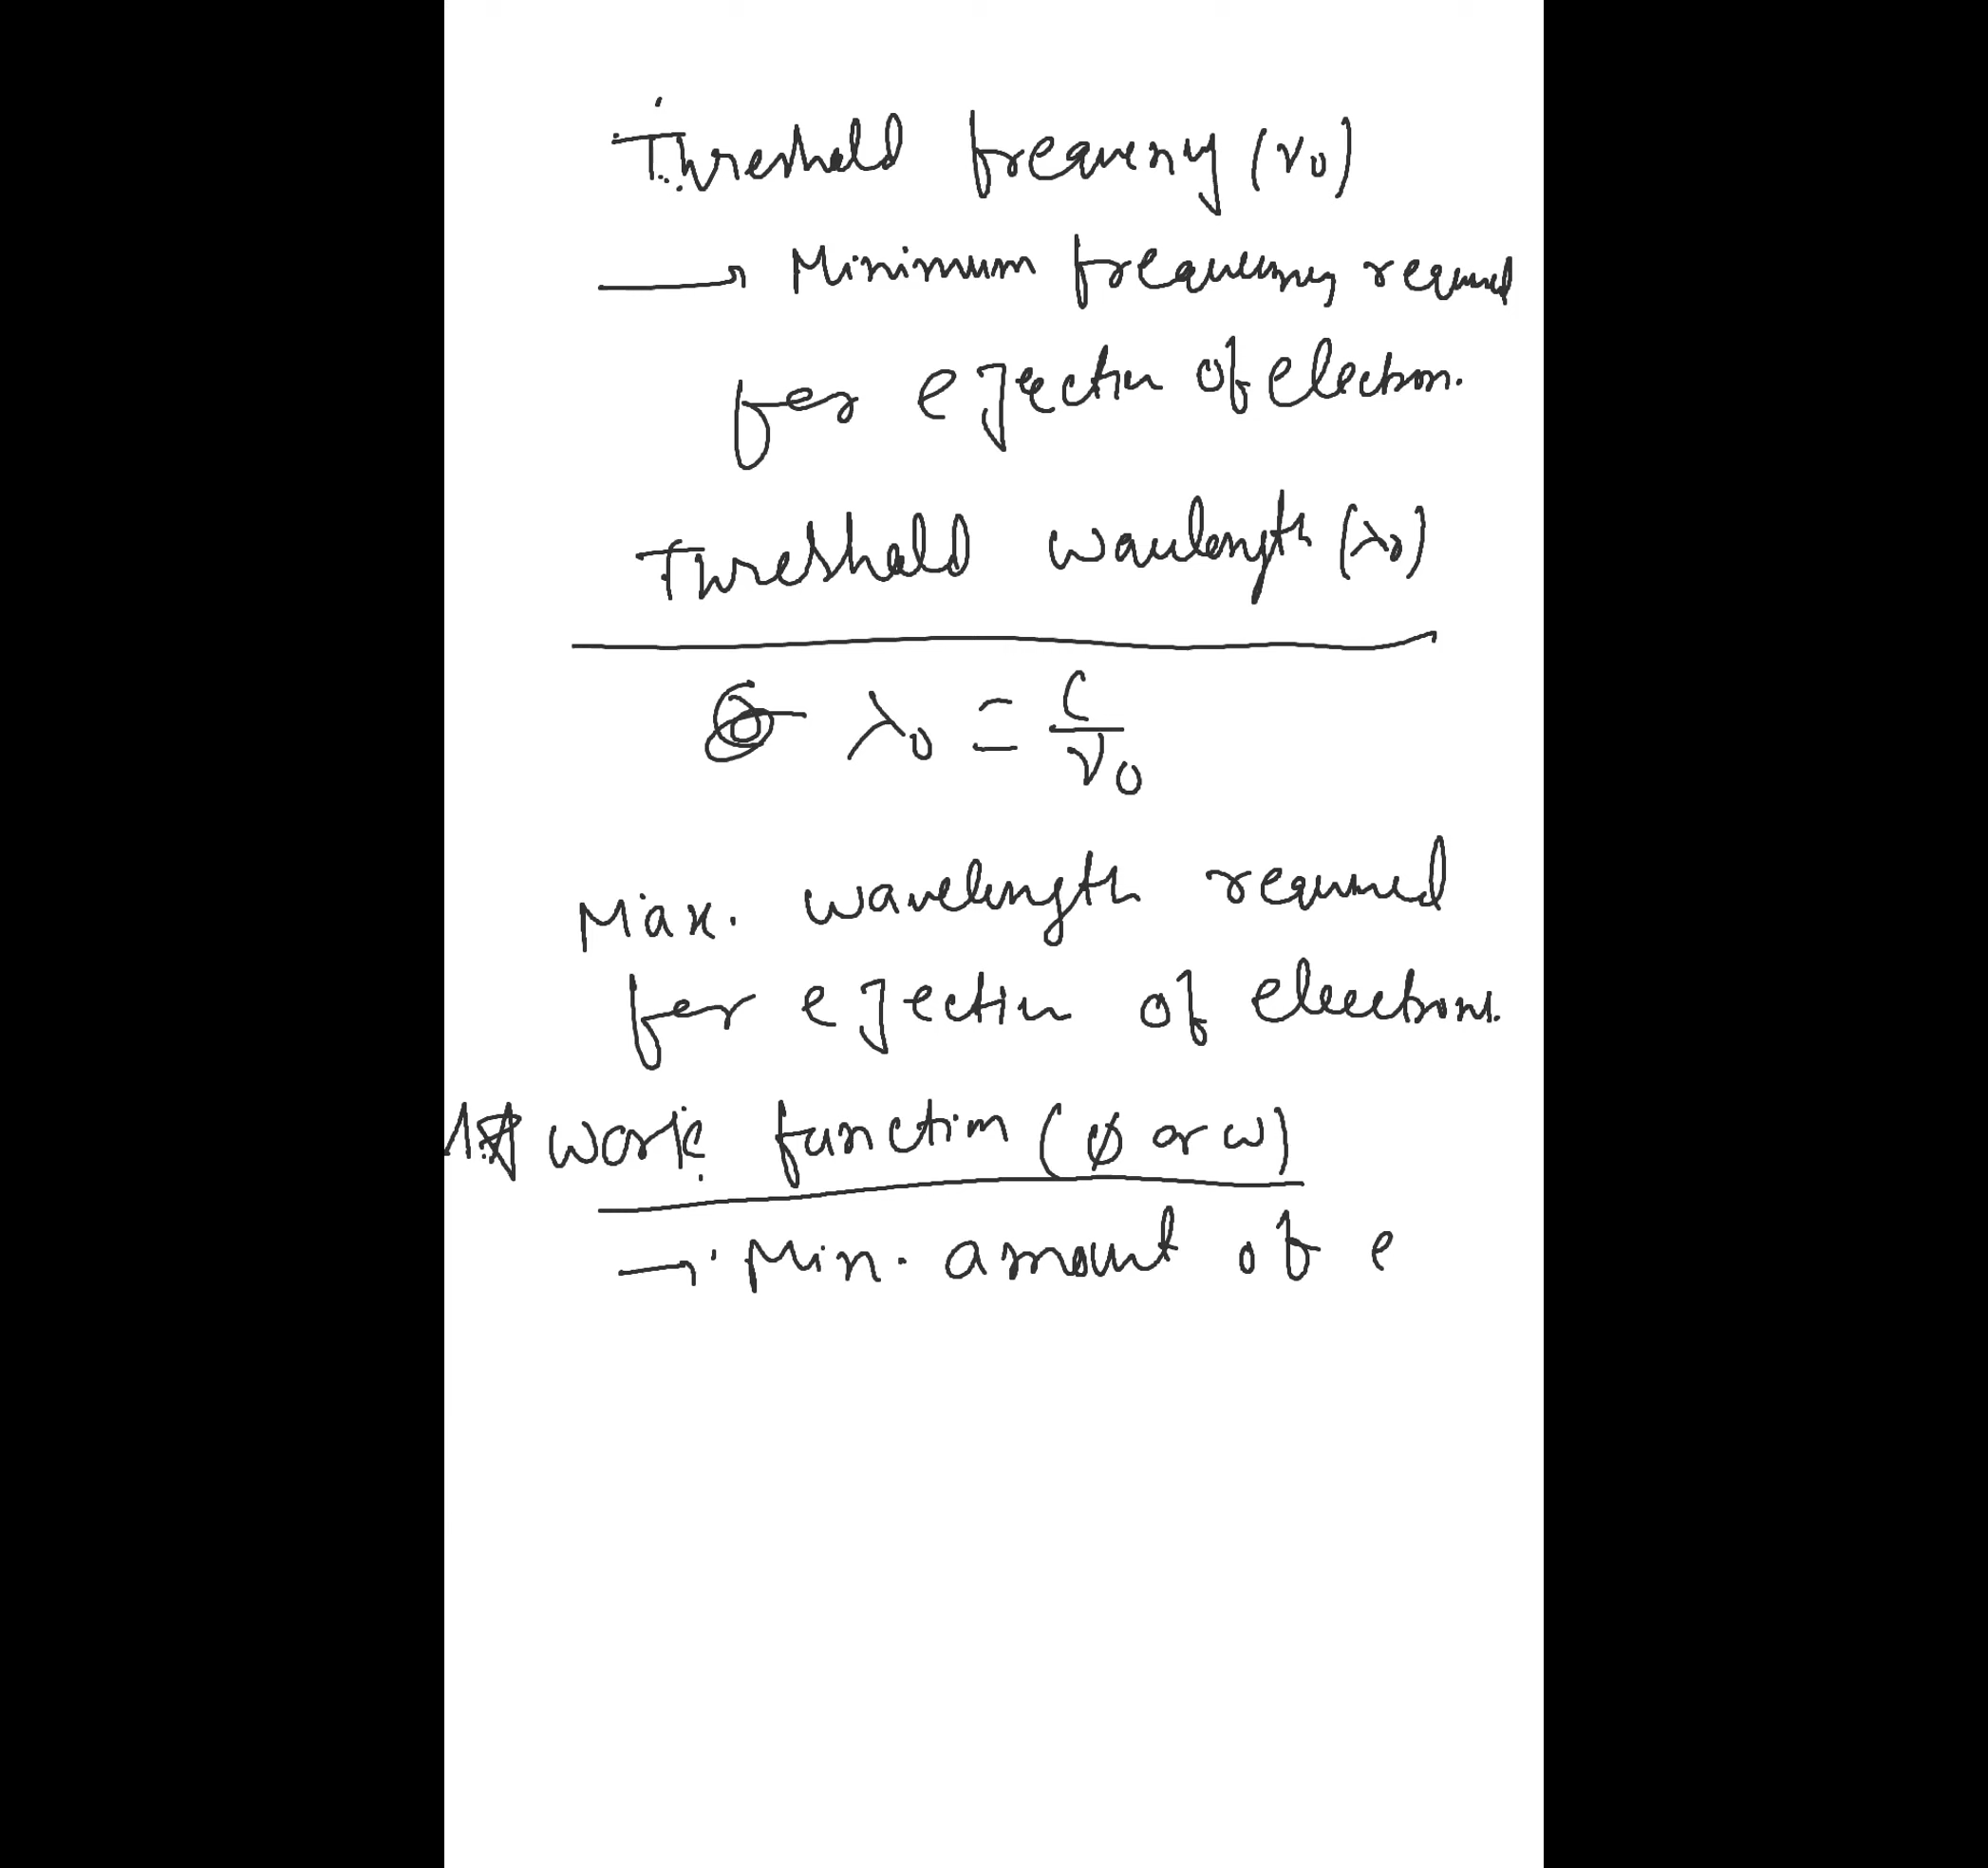 Threshold frequency (ν₀)
→ Minimum frequency required
for ejection of electron.
Threshold wavelength (λ₀)
λ₀ = c/ν₀
Max. wavelength required
for ejection of electrons.
Work function (ϕ or w)
→ Min. amount of e